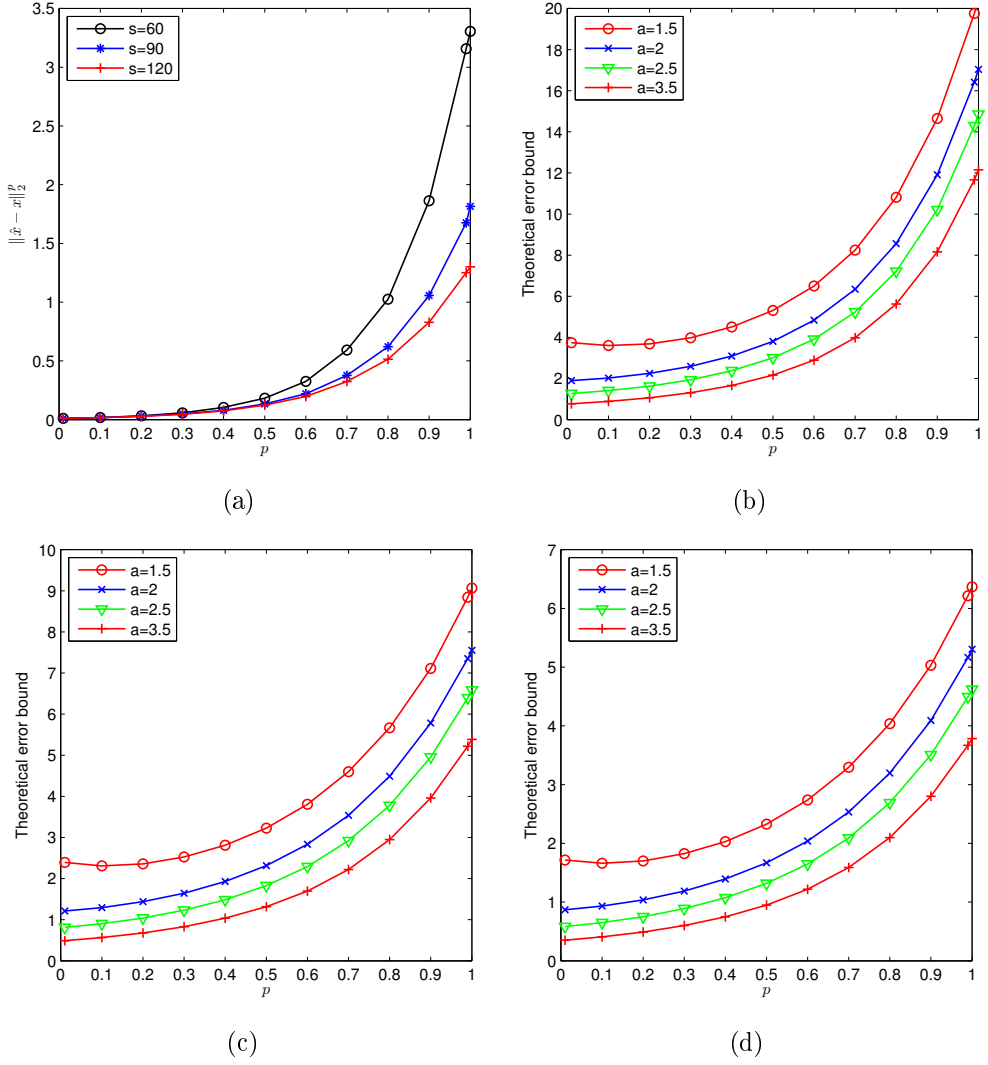 3.5
3
2.5
2
1.5
1
0.5
0
0 0.1 0.2 0.3 0.4 0.5 0.6 0.7 0.8 0.9 1
p
‖x̂ − x‖₂ᵖ
s=60
s=90
s=120
(a)
20
18
16
14
12
10
8
6
4
2
0
0 0.1 0.2 0.3 0.4 0.5 0.6 0.7 0.8 0.9 1
p
Theoretical error bound
a=1.5
a=2
a=2.5
a=3.5
(b)
10
9
8
7
6
5
4
3
2
1
0
0 0.1 0.2 0.3 0.4 0.5 0.6 0.7 0.8 0.9 1
p
Theoretical error bound
a=1.5
a=2
a=2.5
a=3.5
(c)
7
6
5
4
3
2
1
0
0 0.1 0.2 0.3 0.4 0.5 0.6 0.7 0.8 0.9 1
p
Theoretical error bound
a=1.5
a=2
a=2.5
a=3.5
(d)